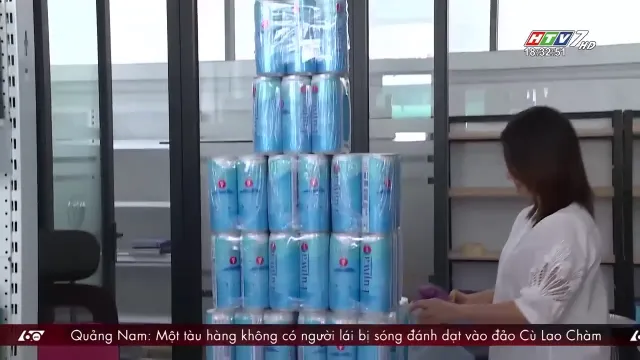 HTV7HD
18:32:51
60
Quảng Nam: Một tàu hàng không có người lái bị sóng đánh dạt vào đảo Cù Lao Chàm